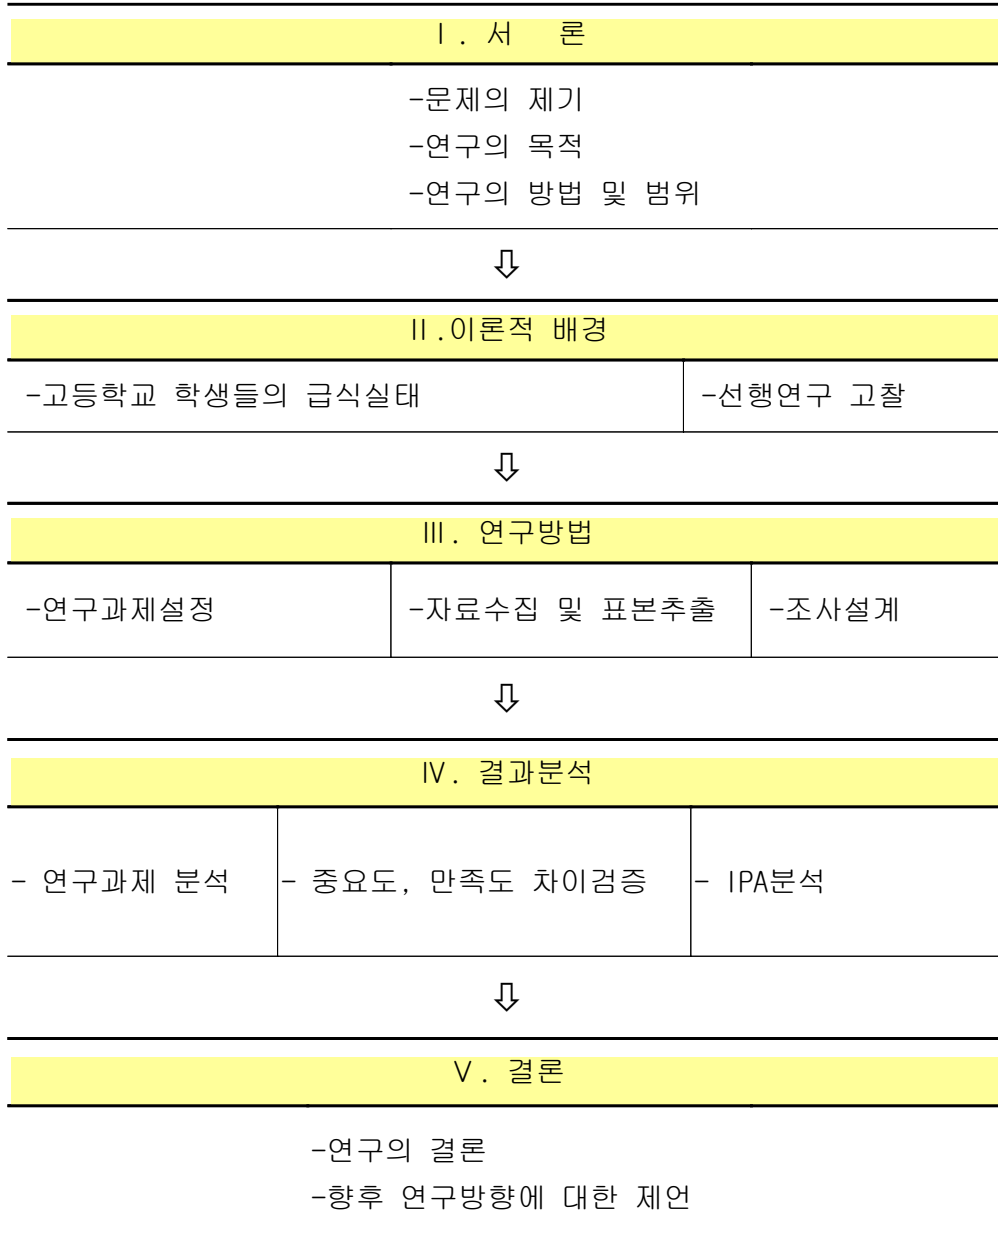 Ⅰ. 서 론
-문제의 제기
-연구의 목적
-연구의 방법 및 범위
⇩
Ⅱ.이론적 배경
-고등학교 학생들의 급식실태 -선행연구 고찰
⇩
Ⅲ. 연구방법
-연구과제설정 -자료수집 및 표본추출 -조사설계
⇩
Ⅳ. 결과분석
- 연구과제 분석 - 중요도, 만족도 차이검증 - IPA분석
⇩
Ⅴ. 결론
-연구의 결론
-향후 연구방향에 대한 제언